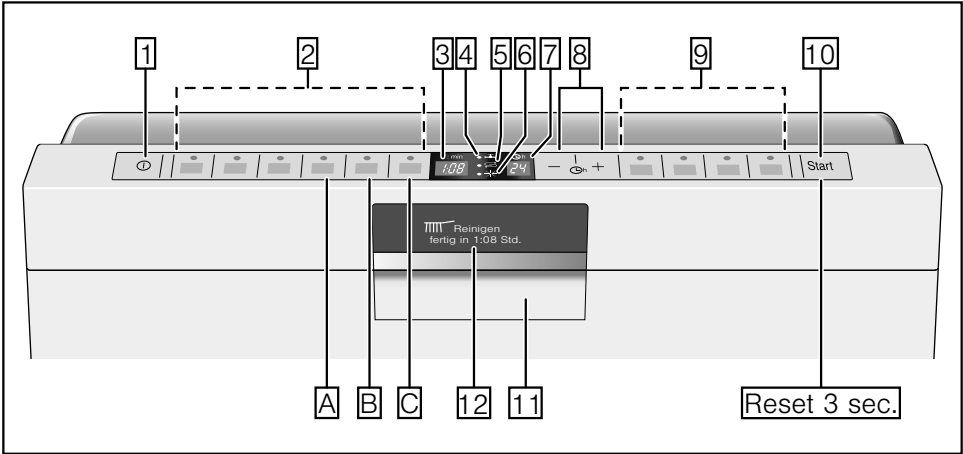 1 2 3 4 5 6 7 8 9 10
min h
1:08 24 − h + Start
Reinigen
fertig in 1:08 Std.
A B C 12 11 Reset 3 sec.